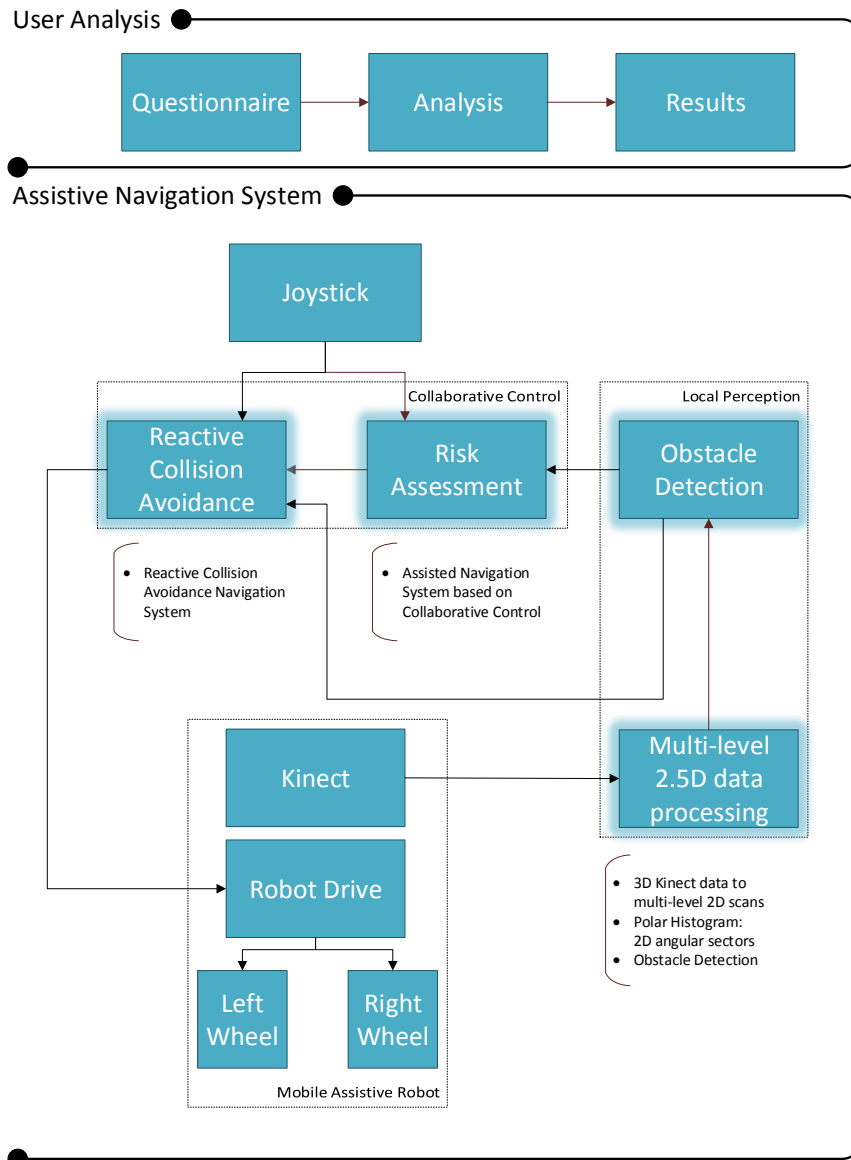 User Analysis
Questionnaire
Analysis
Results
Assistive Navigation System
Joystick
Collaborative Control
Local Perception
Reactive
Collision
Avoidance
Risk
Assessment
Obstacle
Detection
• Reactive Collision
Avoidance Navigation
System
• Assisted Navigation
System based on
Collaborative Control
Kinect
Multi-level
2.5D data
processing
Robot Drive
• 3D Kinect data to
multi-level 2D scans
• Polar Histogram:
2D angular sectors
• Obstacle Detection
Left
Wheel
Right
Wheel
Mobile Assistive Robot